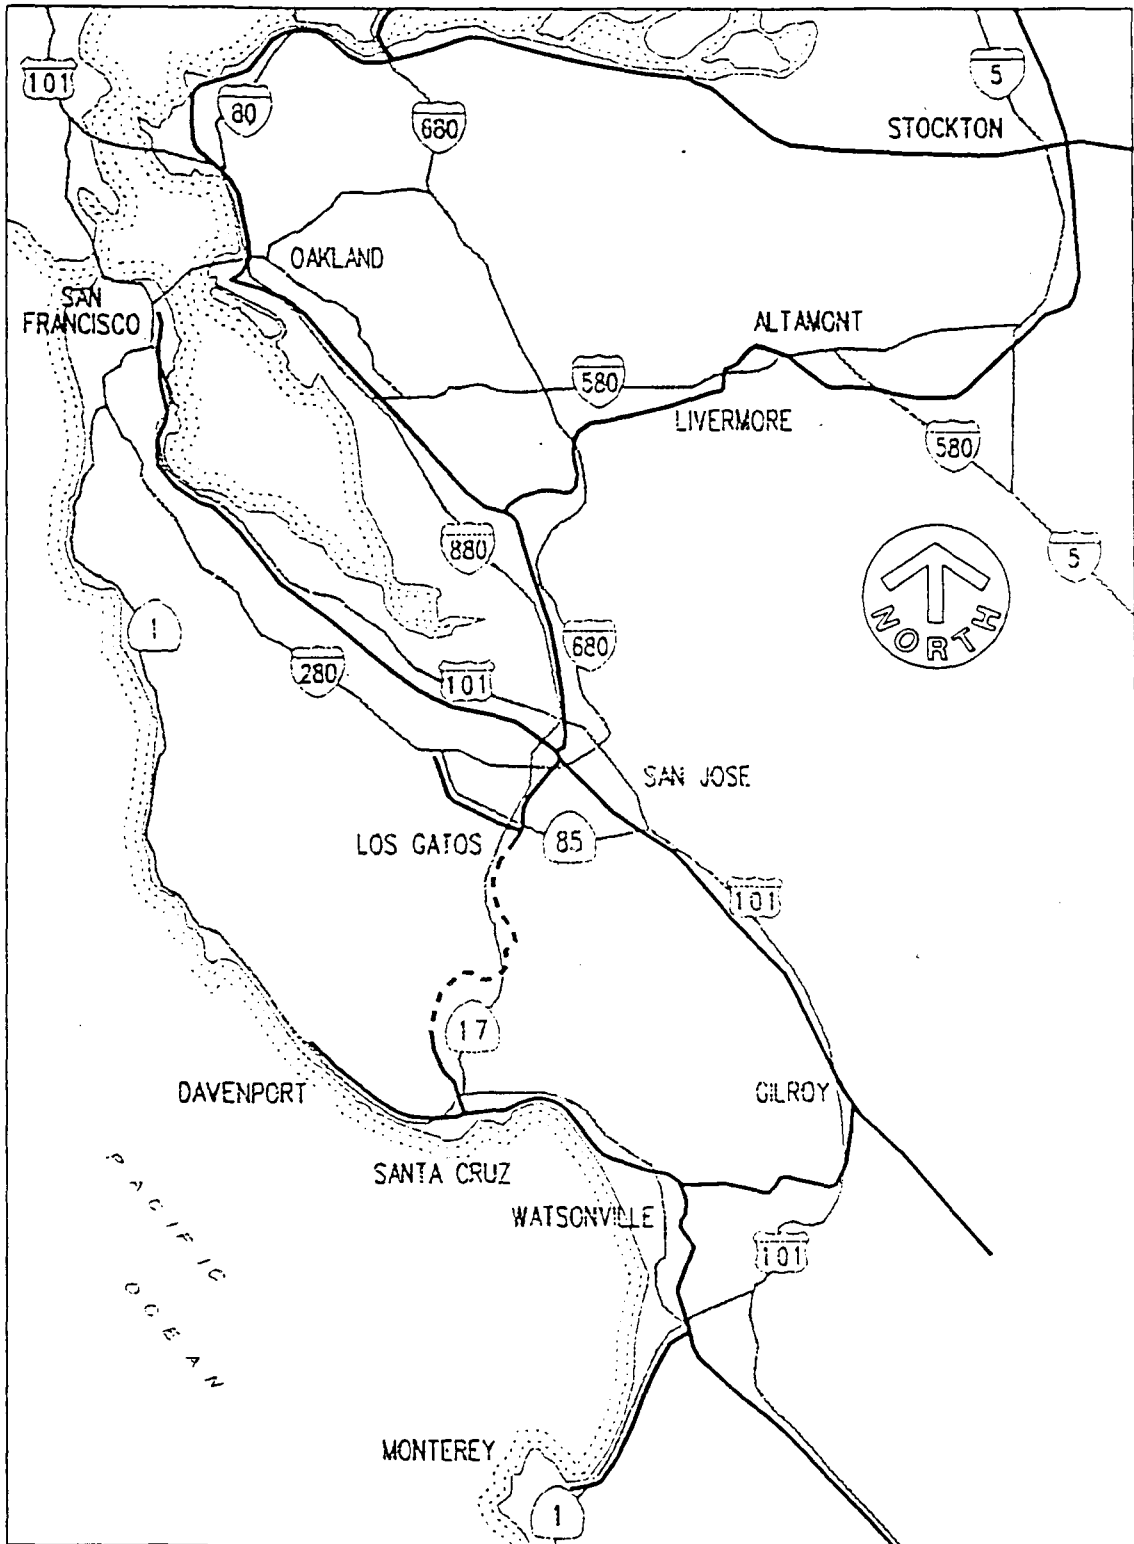 101
80
680
5
STOCKTON
OAKLAND
SAN
FRANCISCO
ALTAMONT
580
LIVERMORE
580
880
5
NORTH
1
680
280
101
SAN JOSE
LOS GATOS
85
101
17
DAVENPORT
GILROY
SANTA CRUZ
WATSONVILLE
PACIFIC
OCEAN
101
MONTEREY
1